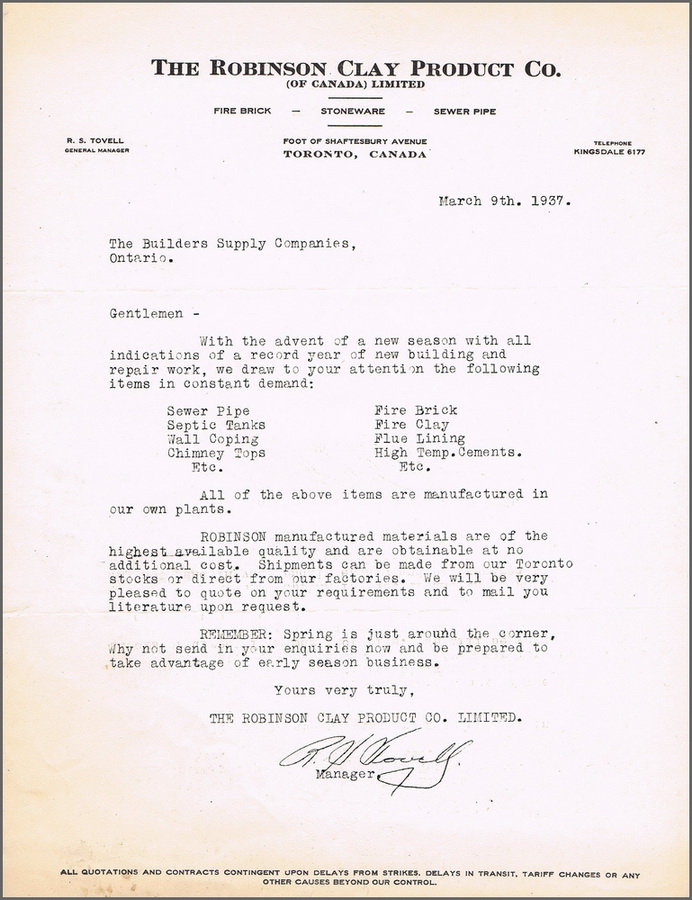 THE ROBINSON CLAY PRODUCT CO.
(OF CANADA) LIMITED
FIRE BRICK — STONEWARE — SEWER PIPE
R. S. TOVELL
GENERAL MANAGER
FOOT OF SHAFTESBURY AVENUE
TORONTO, CANADA
TELEPHONE
KINGSDALE 6177
March 9th. 1937.
The Builders Supply Companies,
Ontario.
Gentlemen -
With the advent of a new season with all
indications of a record year of new building and
repair work, we draw to your attention the following
items in constant demand:
Sewer Pipe Fire Brick
Septic Tanks Fire Clay
Wall Coping Flue Lining
Chimney Tops High Temp.Cements.
Etc. Etc.
All of the above items are manufactured in
our own plants.
ROBINSON manufactured materials are of the
highest available quality and are obtainable at no
additional cost. Shipments can be made from our Toronto
stocks or direct from our factories. We will be very
pleased to quote on your requirements and to mail you
literature upon request.
REMEMBER: Spring is just around the corner,
Why not send in your enquiries now and be prepared to
take advantage of early season business.
Yours very truly,
THE ROBINSON CLAY PRODUCT CO. LIMITED.
Tovell.
Manager.
ALL QUOTATIONS AND CONTRACTS CONTINGENT UPON DELAYS FROM STRIKES, DELAYS IN TRANSIT, TARIFF CHANGES OR ANY
OTHER CAUSES BEYOND OUR CONTROL.